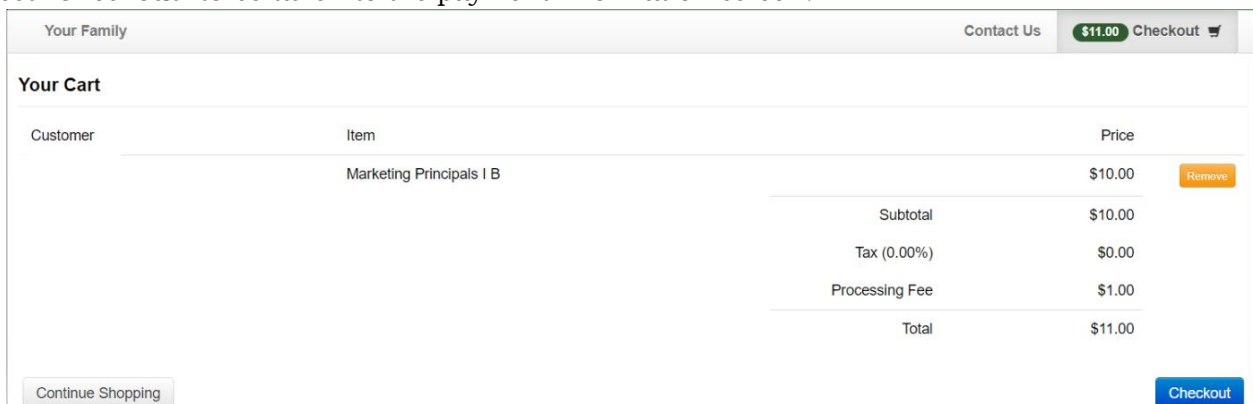 Your Family Contact Us $11.00 Checkout
Your Cart
Customer Item Price
Marketing Principals I B $10.00 Remove
Subtotal $10.00
Tax (0.00%) $0.00
Processing Fee $1.00
Total $11.00
Continue Shopping Checkout